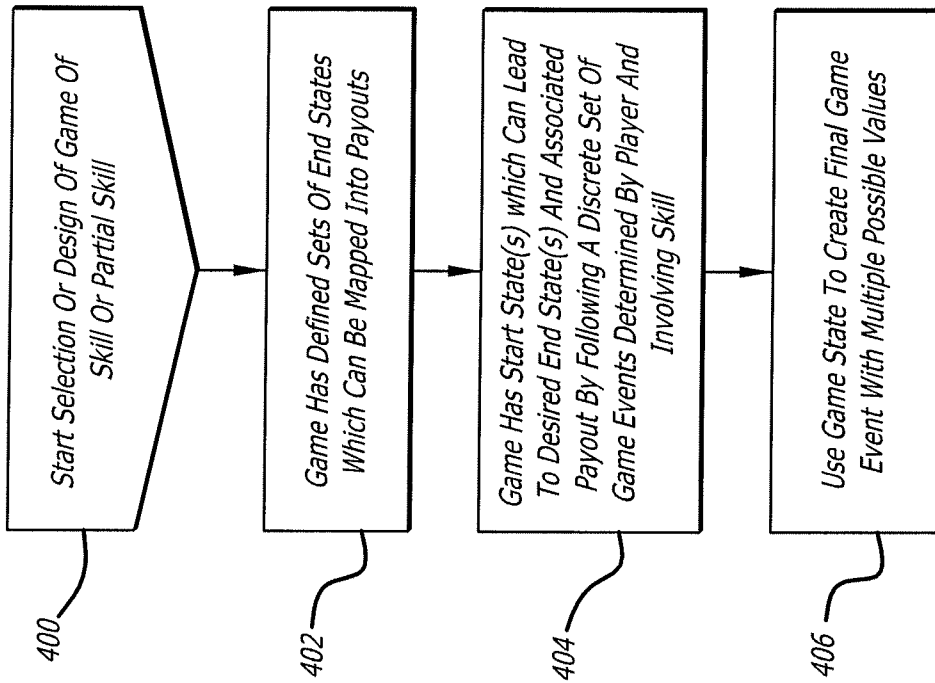 Start Selection Or Design Of Game Of
Skill Or Partial Skill
400
Game Has Defined Sets Of End States
Which Can Be Mapped Into Payouts
402
Game Has Start State(s) which Can Lead
To Desired End State(s) And Associated
Payout By Following A Discrete Set Of
Game Events Determined By Player And
Involving Skill
404
Use Game State To Create Final Game
Event With Multiple Possible Values
406